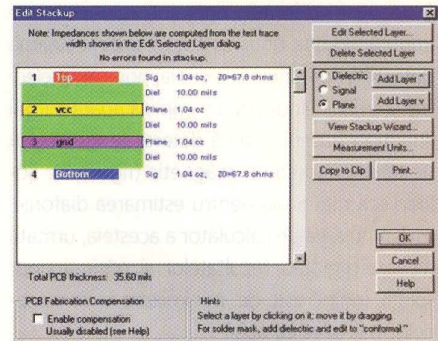 Edit Stackup
Note: Impedances shown below are computed from the test trace
width shown in the Edit Selected Layer dialog.
No errors found in stackup.
1 Top Sig 1.04 oz, Z0=67.8 ohms
Diel 10.00 mils
2 vcc Plane 1.04 oz
Diel 10.00 mils
3 gnd Plane 1.04 oz
Diel 10.00 mils
4 Bottom Sig 1.04 oz, Z0=67.8 ohms
Total PCB thickness: 35.60 mils
PCB Fabrication Compensation
Enable compensation
Usually disabled (see Help)
Edit Selected Layer...
Delete Selected Layer
Dielectric
Signal
Plane
Add Layer ^
Add Layer v
View Stackup Wizard...
Measurement Units...
Copy to Clip
Print...
OK
Cancel
Help
Hints
Select a layer by clicking on it; move it by dragging.
For solder mask, add dielectric and edit to "conformal."